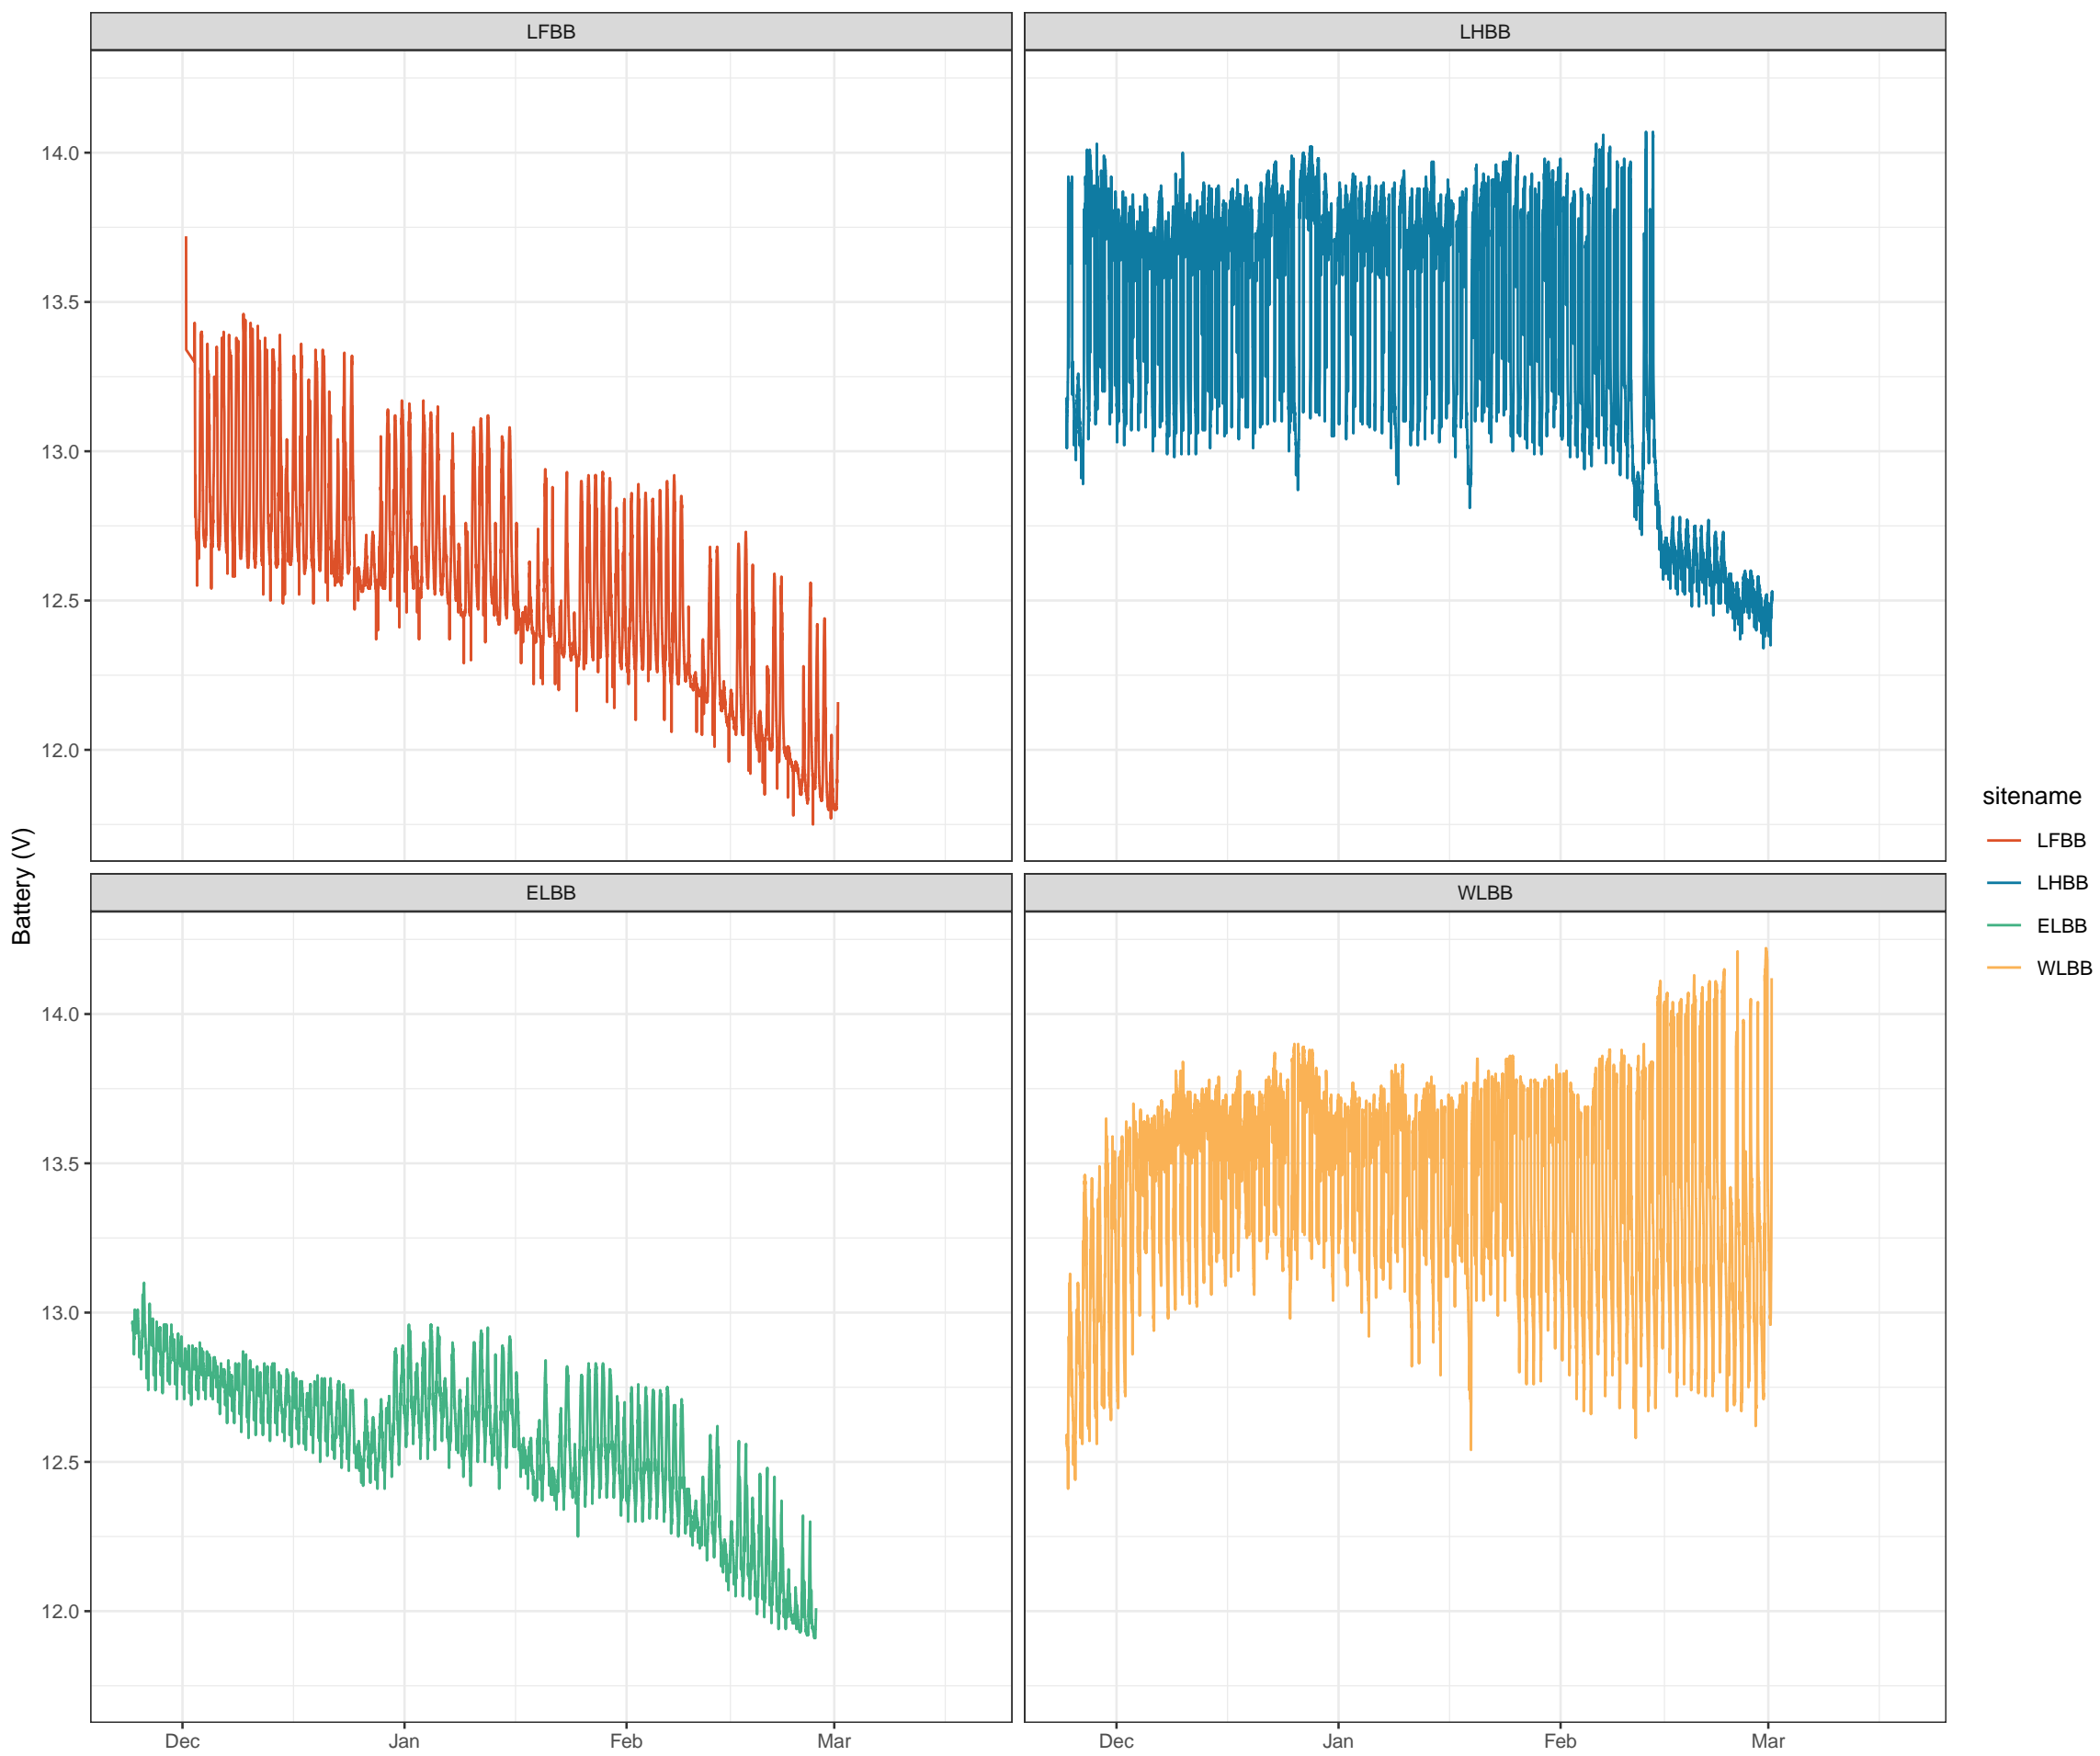 LFBB
LHBB
14.0
13.5
13.0
12.5
12.0
ELBB
WLBB
14.0
13.5
13.0
12.5
12.0
Dec
Jan
Feb
Mar
Dec
Jan
Feb
Mar
Battery (V)
sitename
LFBB
LHBB
ELBB
WLBB